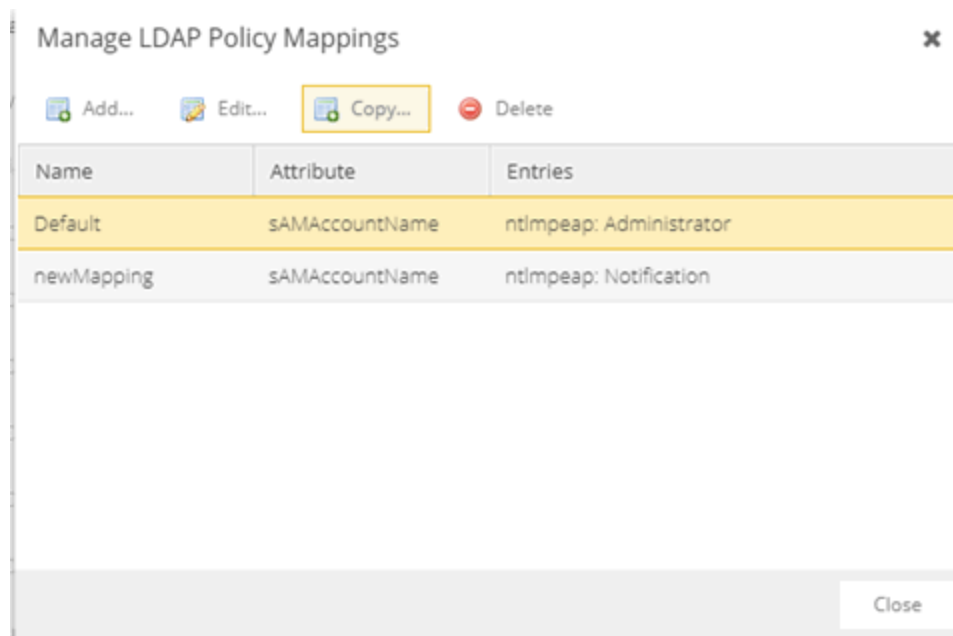 Manage LDAP Policy Mappings
Add... Edit... Copy... Delete
Name Attribute Entries
Default sAMAccountName ntlmpeap: Administrator
newMapping sAMAccountName ntlmpeap: Notification
Close